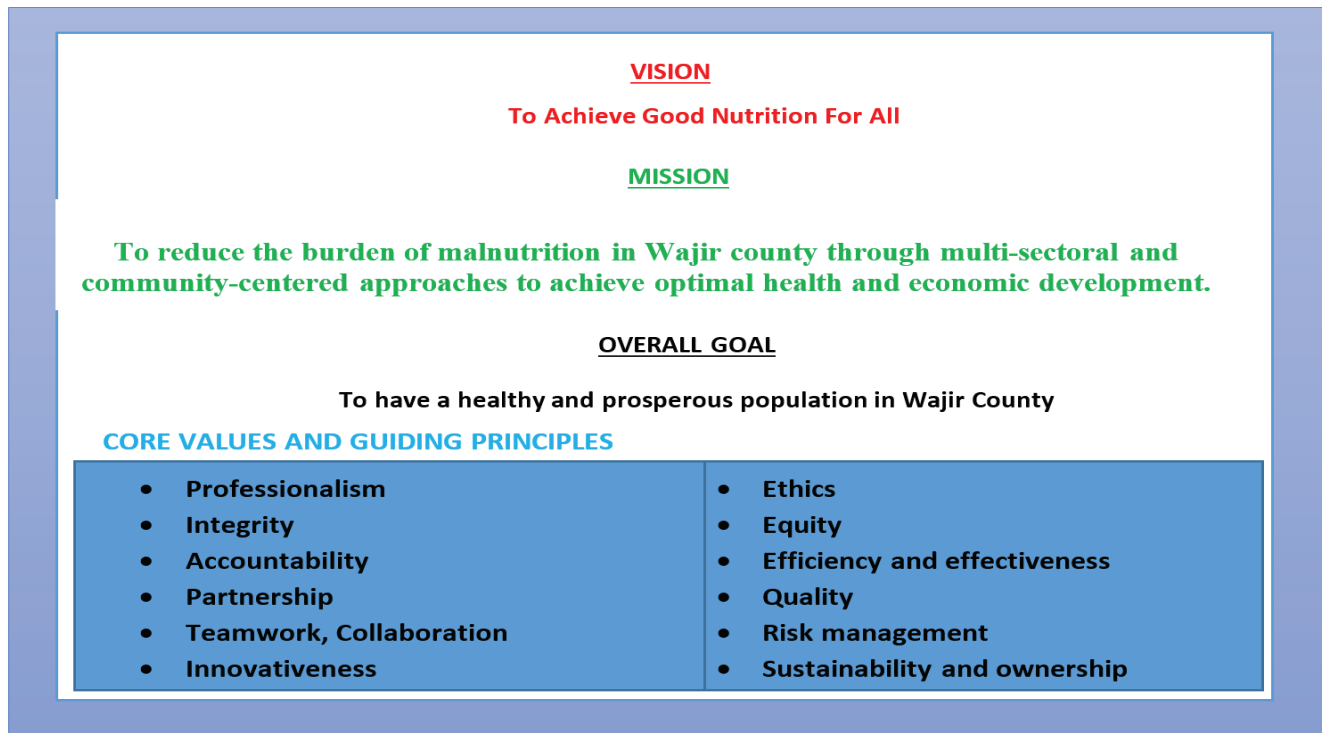 VISION
To Achieve Good Nutrition For All
MISSION
To reduce the burden of malnutrition in Wajir county through multi-sectoral and
community-centered approaches to achieve optimal health and economic development.
OVERALL GOAL
To have a healthy and prosperous population in Wajir County
CORE VALUES AND GUIDING PRINCIPLES
• Professionalism
• Integrity
• Accountability
• Partnership
• Teamwork, Collaboration
• Innovativeness
• Ethics
• Equity
• Efficiency and effectiveness
• Quality
• Risk management
• Sustainability and ownership